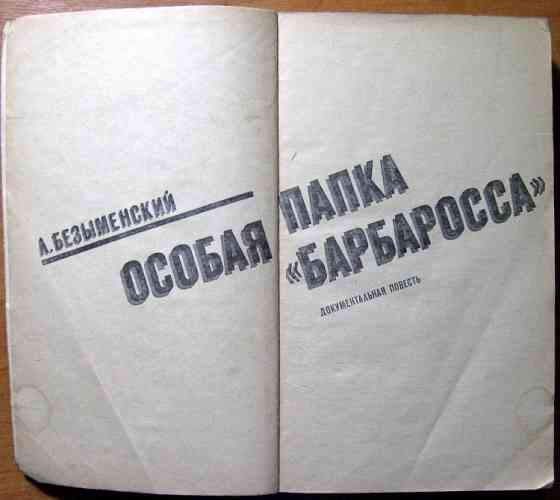 Л. БЕЗЫМЕНСКИЙ
ОСОБАЯ ПАПКА
«БАРБАРОССА»
ДОКУМЕНТАЛЬНАЯ ПОВЕСТЬ